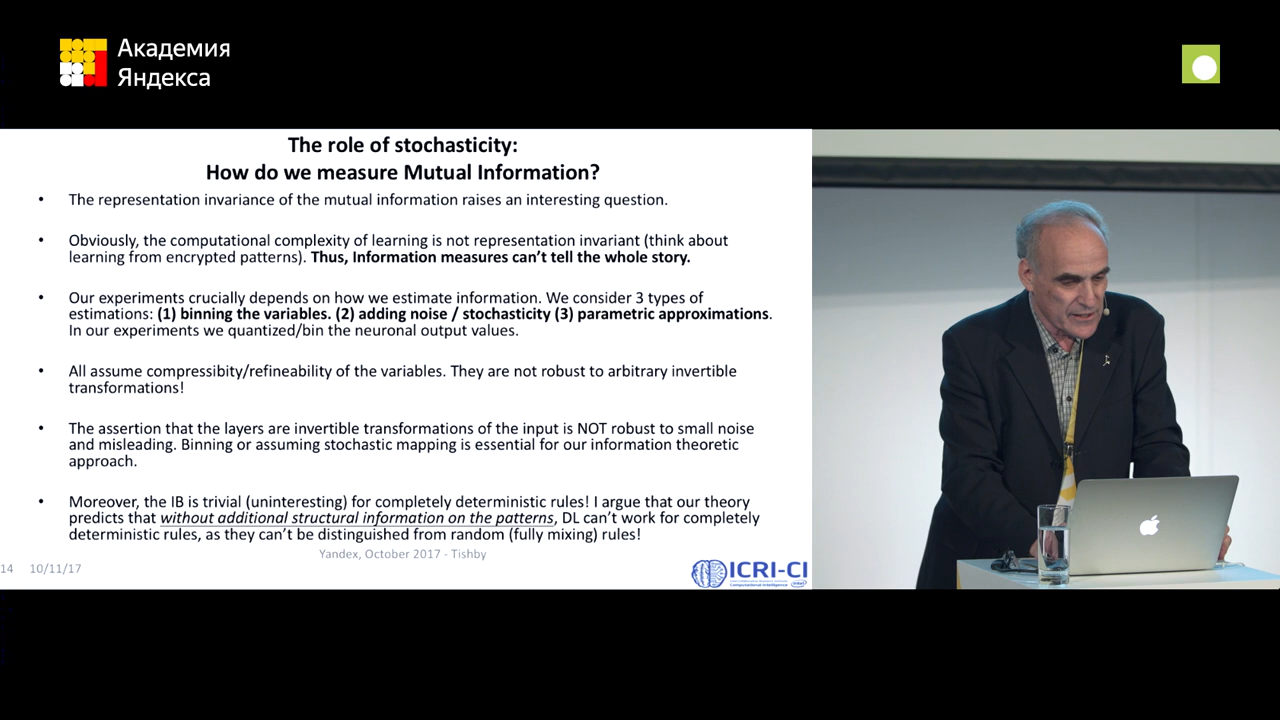 Академия
Яндекса
The role of stochasticity:
How do we measure Mutual Information?
• The representation invariance of the mutual information raises an interesting question.
• Obviously, the computational complexity of learning is not representation invariant (think about
learning from encrypted patterns). Thus, Information measures can't tell the whole story.
• Our experiments crucially depends on how we estimate information. We consider 3 types of
estimations: (1) binning the variables. (2) adding noise / stochasticity (3) parametric approximations.
In our experiments we quantized/bin the neuronal output values.
• All assume compressibity/refineability of the variables. They are not robust to arbitrary invertible
transformations!
• The assertion that the layers are invertible transformations of the input is NOT robust to small noise
and misleading. Binning or assuming stochastic mapping is essential for our information theoretic
approach.
• Moreover, the IB is trivial (uninteresting) for completely deterministic rules! I argue that our theory
predicts that without additional structural information on the patterns, DL can't work for completely
deterministic rules, as they can't be distinguished from random (fully mixing) rules!
Yandex, October 2017 - Tishby
14 10/11/17
ICRI-CI